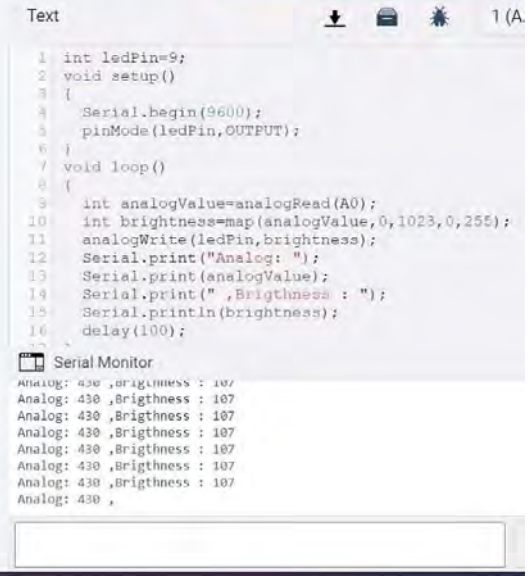 Text 1 (A
1 int ledPin=9;
2 void setup()
3 {
4 Serial.begin(9600);
5 pinMode(ledPin,OUTPUT);
6 }
7 void loop()
8 {
9 int analogValue=analogRead(A0);
10 int brightness=map(analogValue,0,1023,0,255);
11 analogWrite(ledPin,brightness);
12 Serial.print("Analog: ");
13 Serial.print(analogValue);
14 Serial.print(" ,Brigthness : ");
15 Serial.println(brightness);
16 delay(100);
Serial Monitor
Analog: 430 ,Brigthness : 107
Analog: 430 ,Brigthness : 107
Analog: 430 ,Brigthness : 107
Analog: 430 ,Brigthness : 107
Analog: 430 ,Brigthness : 107
Analog: 430 ,Brigthness : 107
Analog: 430 ,Brigthness : 107
Analog: 430 ,